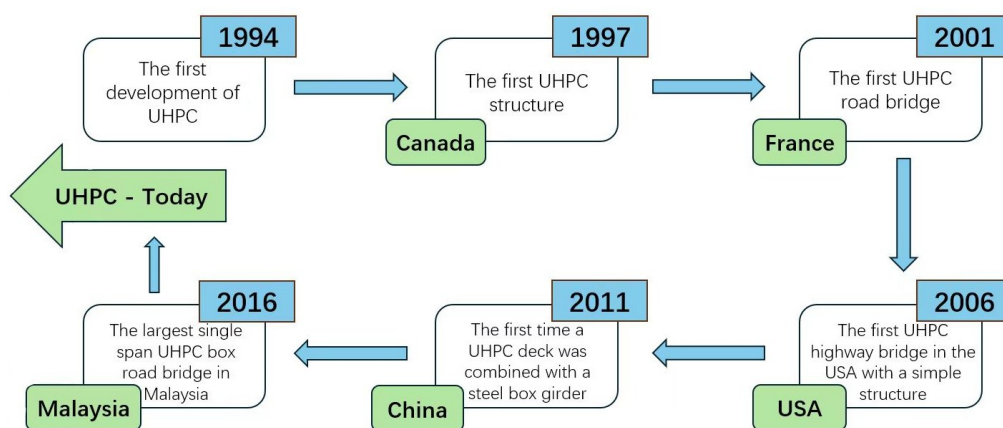 1994
The first
development of
UHPC
1997
The first UHPC
structure
Canada
2001
The first UHPC
road bridge
France
2006
The first UHPC
highway bridge in the
USA with a simple
structure
USA
2011
The first time a
UHPC deck was
combined with a
steel box girder
China
2016
The largest single
span UHPC box
road bridge in
Malaysia
Malaysia
UHPC - Today